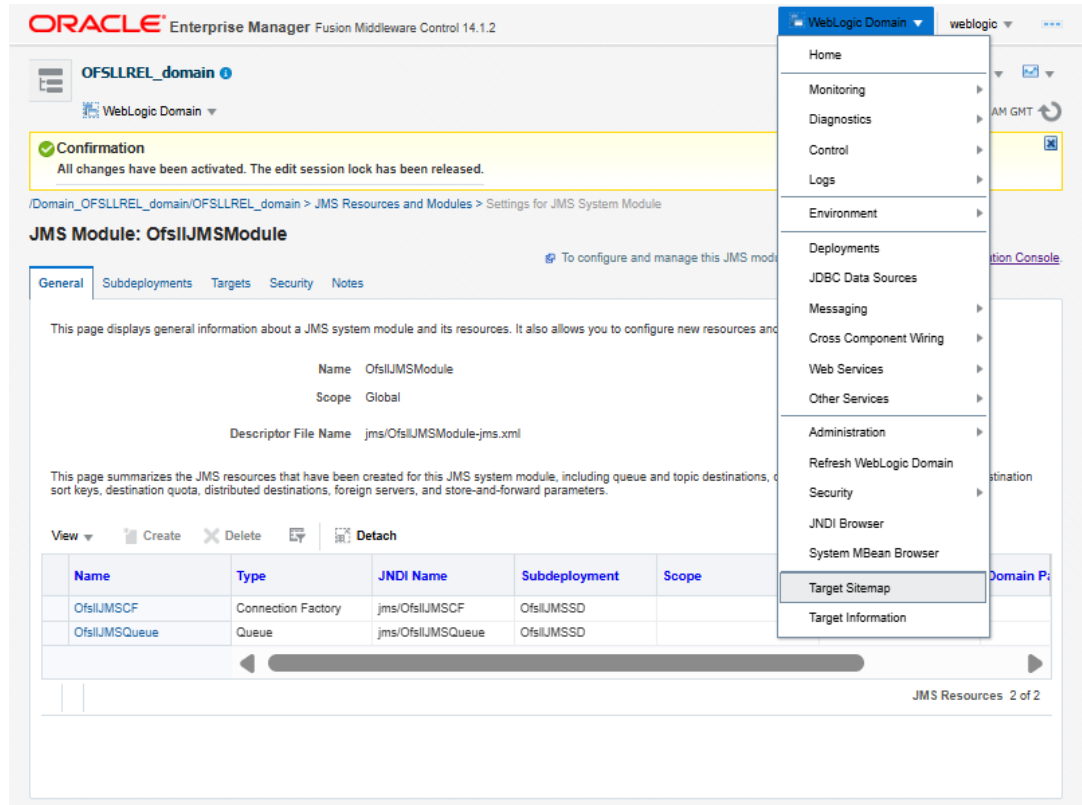 ORACLE Enterprise Manager Fusion Middleware Control 14.1.2
WebLogic Domain
weblogic
OFSLLREL_domain
WebLogic Domain
AM GMT
Confirmation
All changes have been activated. The edit session lock has been released.
/Domain_OFSLLREL_domain/OFSLLREL_domain > JMS Resources and Modules > Settings for JMS System Module
JMS Module: OfsllJMSModule
To configure and manage this JMS modu
tion Console.
General Subdeployments Targets Security Notes
This page displays general information about a JMS system module and its resources. It also allows you to configure new resources and
Name OfsllJMSModule
Scope Global
Descriptor File Name jms/OfsllJMSModule-jms.xml
This page summarizes the JMS resources that have been created for this JMS system module, including queue and topic destinations,
stination
sort keys, destination quota, distributed destinations, foreign servers, and store-and-forward parameters.
View Create Delete Detach
Name Type JNDI Name Subdeployment Scope Domain Pa
OfsllJMSCF Connection Factory jms/OfsllJMSCF OfsllJMSSD
OfsllJMSQueue Queue jms/OfsllJMSQueue OfsllJMSSD
JMS Resources 2 of 2
Home
Monitoring
Diagnostics
Control
Logs
Environment
Deployments
JDBC Data Sources
Messaging
Cross Component Wiring
Web Services
Other Services
Administration
Refresh WebLogic Domain
Security
JNDI Browser
System MBean Browser
Target Sitemap
Target Information